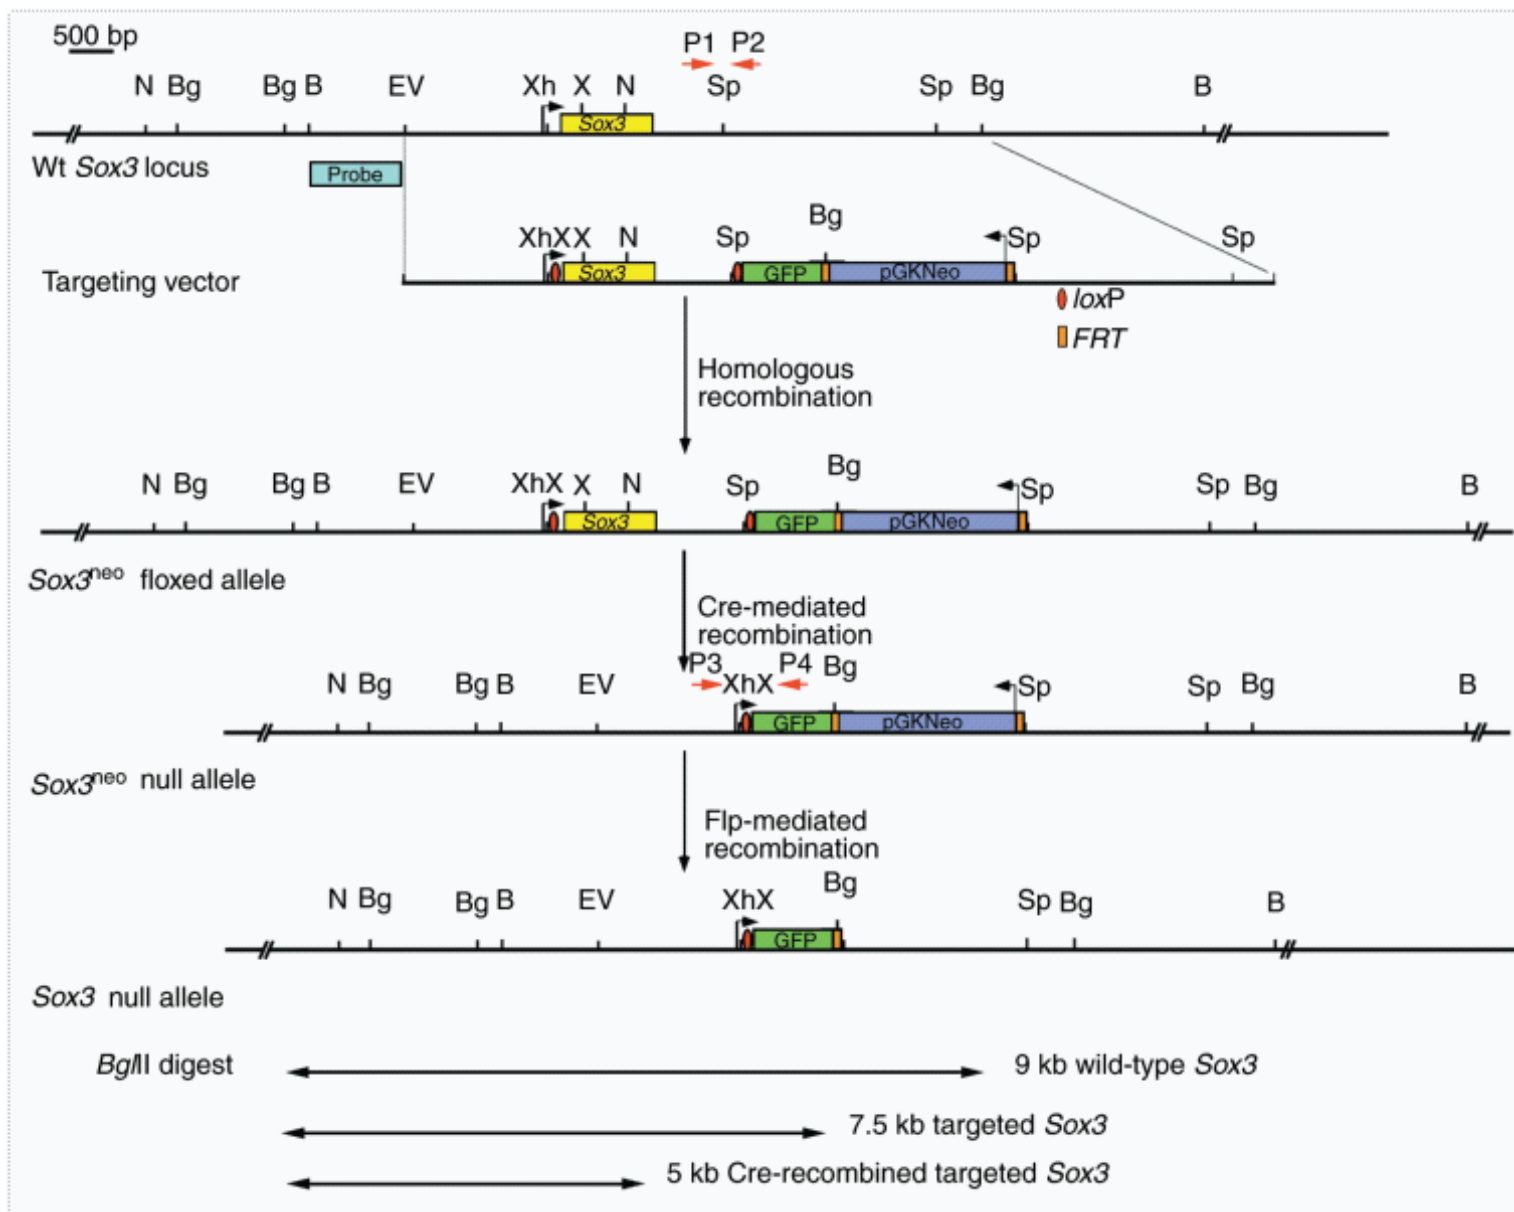 500 bp
P1 P2
N Bg Bg B EV Xh X N Sp Sp Bg B
Sox3
Wt Sox3 locus
Probe
Bg
XhX X N Sp Sp Sp
Sox3 GFP pGKNeo
Targeting vector
loxP
FRT
Homologous
recombination
Bg
N Bg Bg B EV XhX X N Sp Sp Sp Bg B
Sox3 GFP pGKNeo
Sox3neo floxed allele
Cre-mediated
recombination
P3 P4 Bg
N Bg Bg B EV XhX Sp Sp Bg B
GFP pGKNeo
Sox3neo null allele
Flp-mediated
recombination
Bg
N Bg Bg B EV XhX Sp Bg B
GFP
Sox3 null allele
BglII digest
9 kb wild-type Sox3
7.5 kb targeted Sox3
5 kb Cre-recombined targeted Sox3